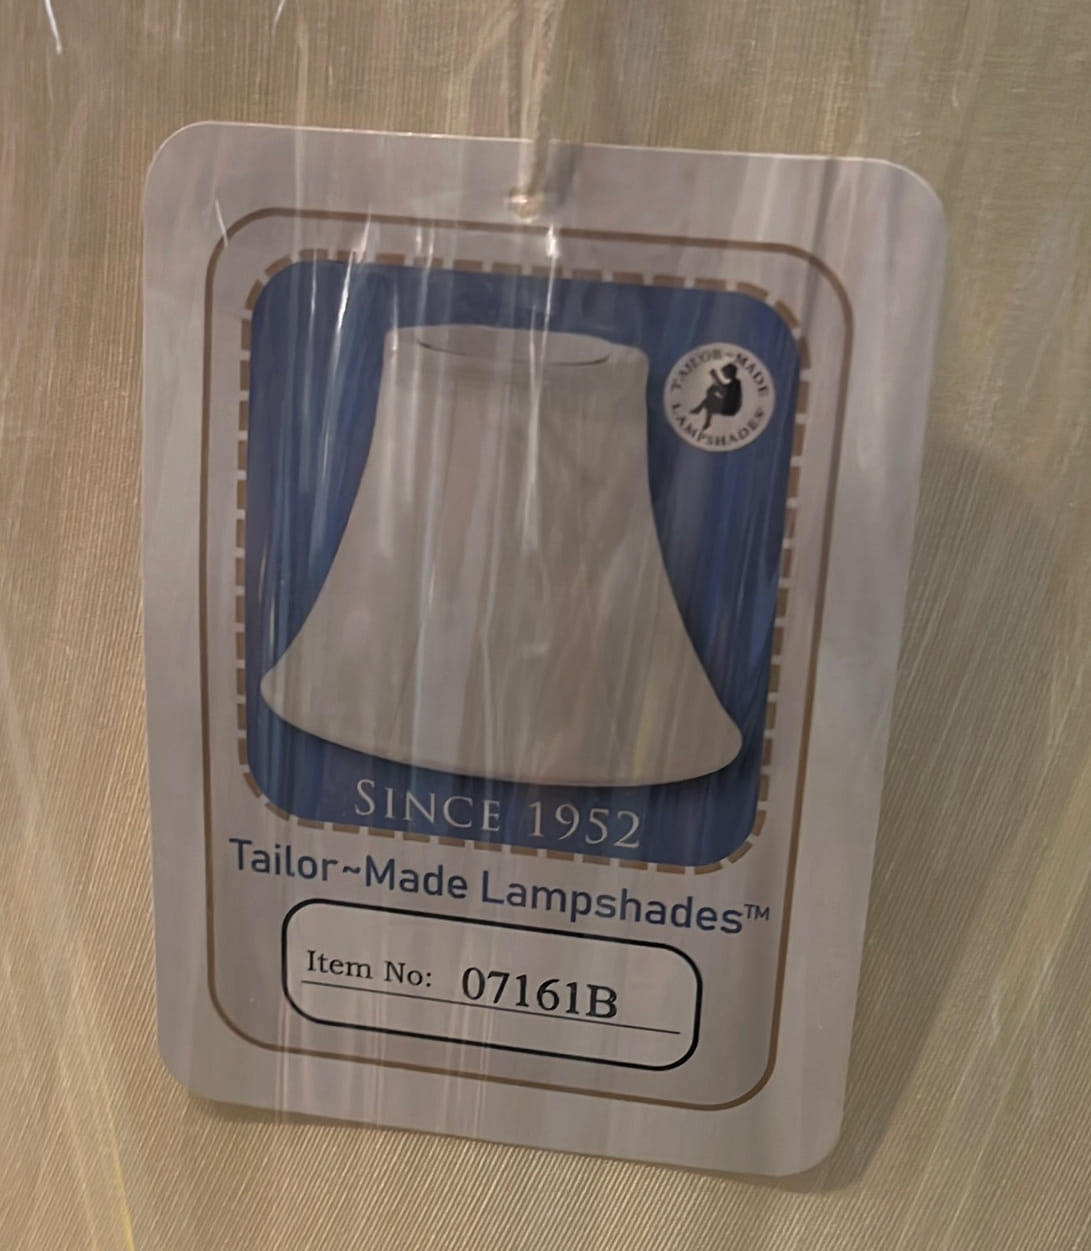 TAILOR~MADE
LAMPSHADES
SINCE 1952
Tailor~Made Lampshades™
Item No: 07161B